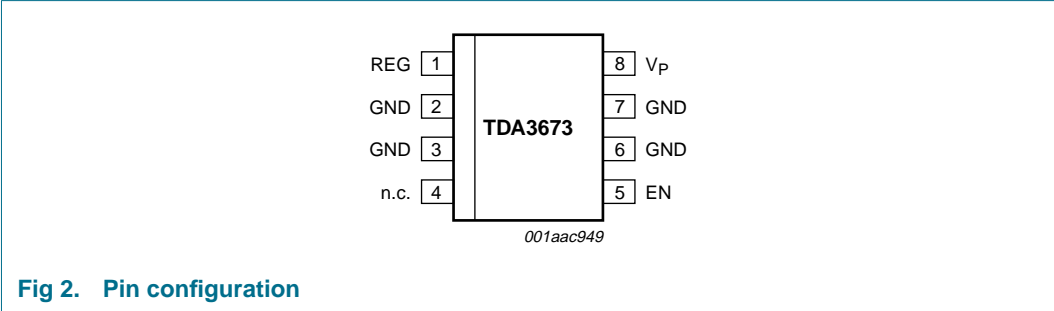 REG 1
GND 2
GND 3
n.c. 4
TDA3673
8 VP
7 GND
6 GND
5 EN
001aac949
Fig 2. Pin configuration